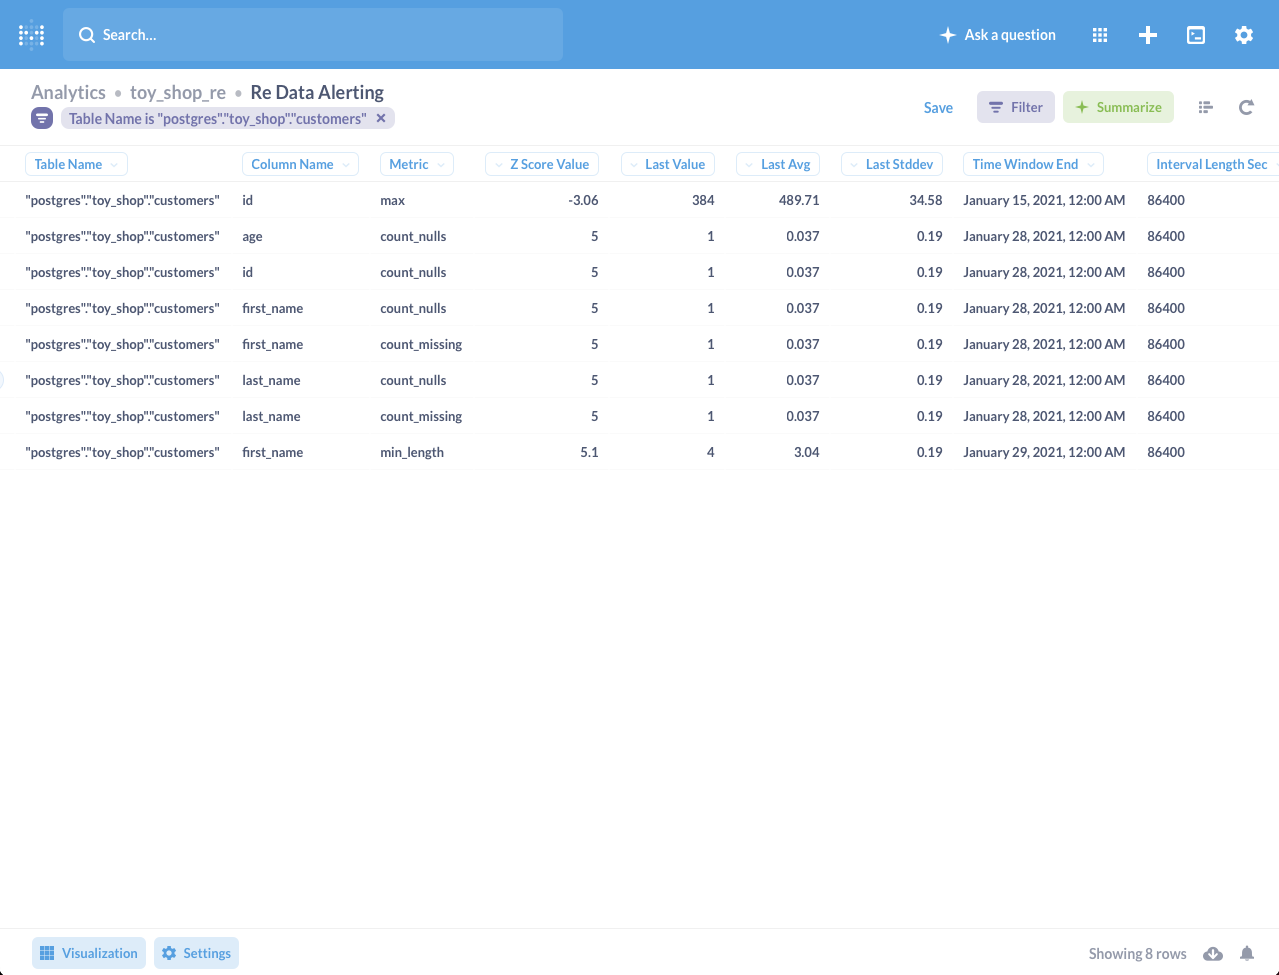 Search...
Ask a question
Analytics • toy_shop_re • Re Data Alerting
Table Name is "postgres"."toy_shop"."customers" ×
Save
Filter
Summarize
Table Name Column Name Metric Z Score Value Last Value Last Avg Last Stddev Time Window End Interval Length Sec
"postgres"."toy_shop"."customers" id max -3.06 384 489.71 34.58 January 15, 2021, 12:00 AM 86400
"postgres"."toy_shop"."customers" age count_nulls 5 1 0.037 0.19 January 28, 2021, 12:00 AM 86400
"postgres"."toy_shop"."customers" id count_nulls 5 1 0.037 0.19 January 28, 2021, 12:00 AM 86400
"postgres"."toy_shop"."customers" first_name count_nulls 5 1 0.037 0.19 January 28, 2021, 12:00 AM 86400
"postgres"."toy_shop"."customers" first_name count_missing 5 1 0.037 0.19 January 28, 2021, 12:00 AM 86400
"postgres"."toy_shop"."customers" last_name count_nulls 5 1 0.037 0.19 January 28, 2021, 12:00 AM 86400
"postgres"."toy_shop"."customers" last_name count_missing 5 1 0.037 0.19 January 28, 2021, 12:00 AM 86400
"postgres"."toy_shop"."customers" first_name min_length 5.1 4 3.04 0.19 January 29, 2021, 12:00 AM 86400
Visualization
Settings
Showing 8 rows